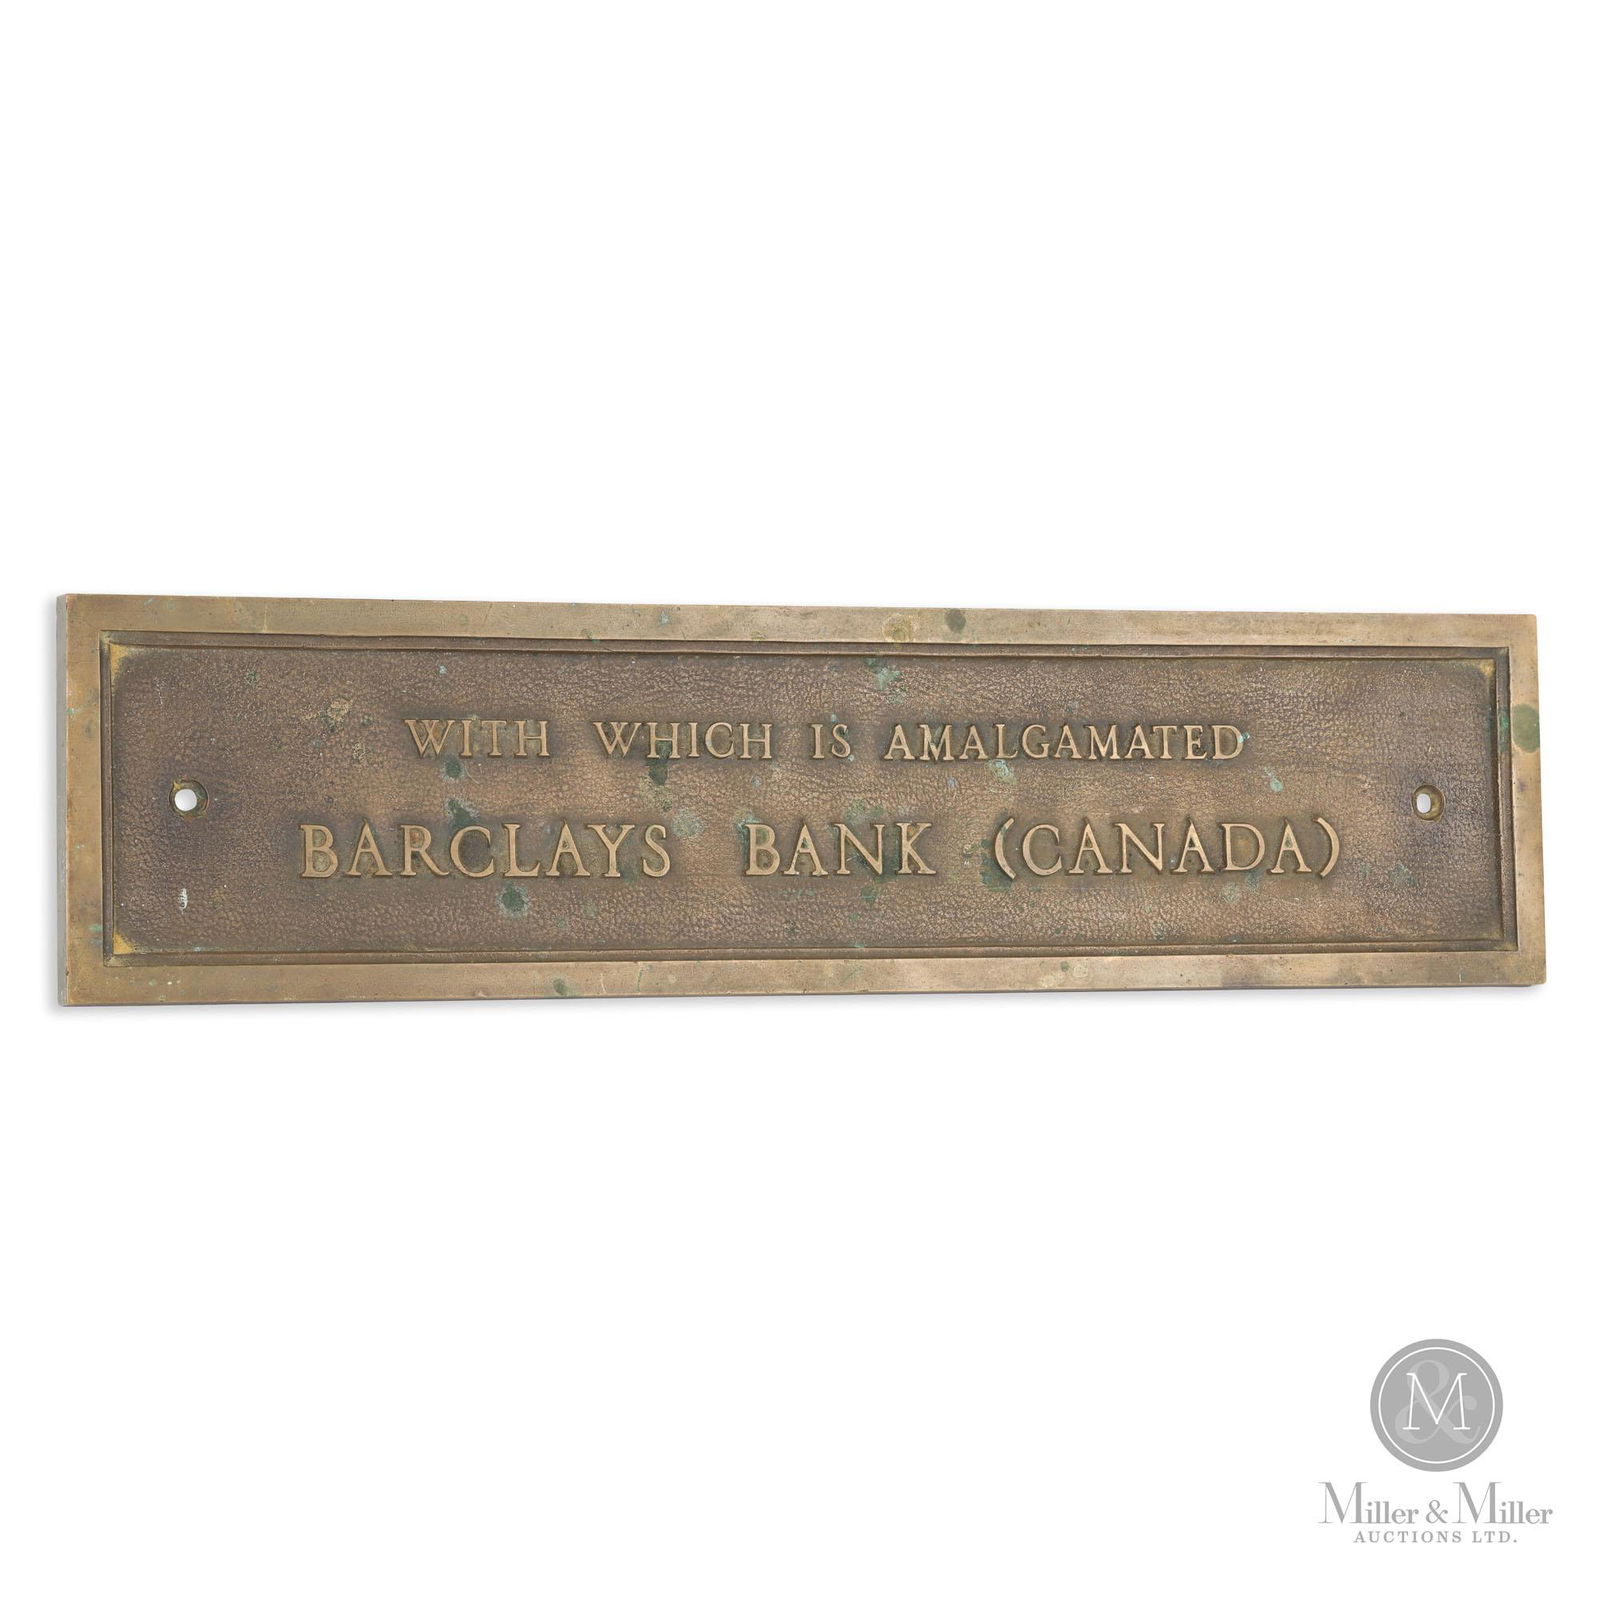 WITH WHICH IS AMALGAMATED
BARCLAYS BANK (CANADA)
&
M
Miller & Miller
AUCTIONS LTD.